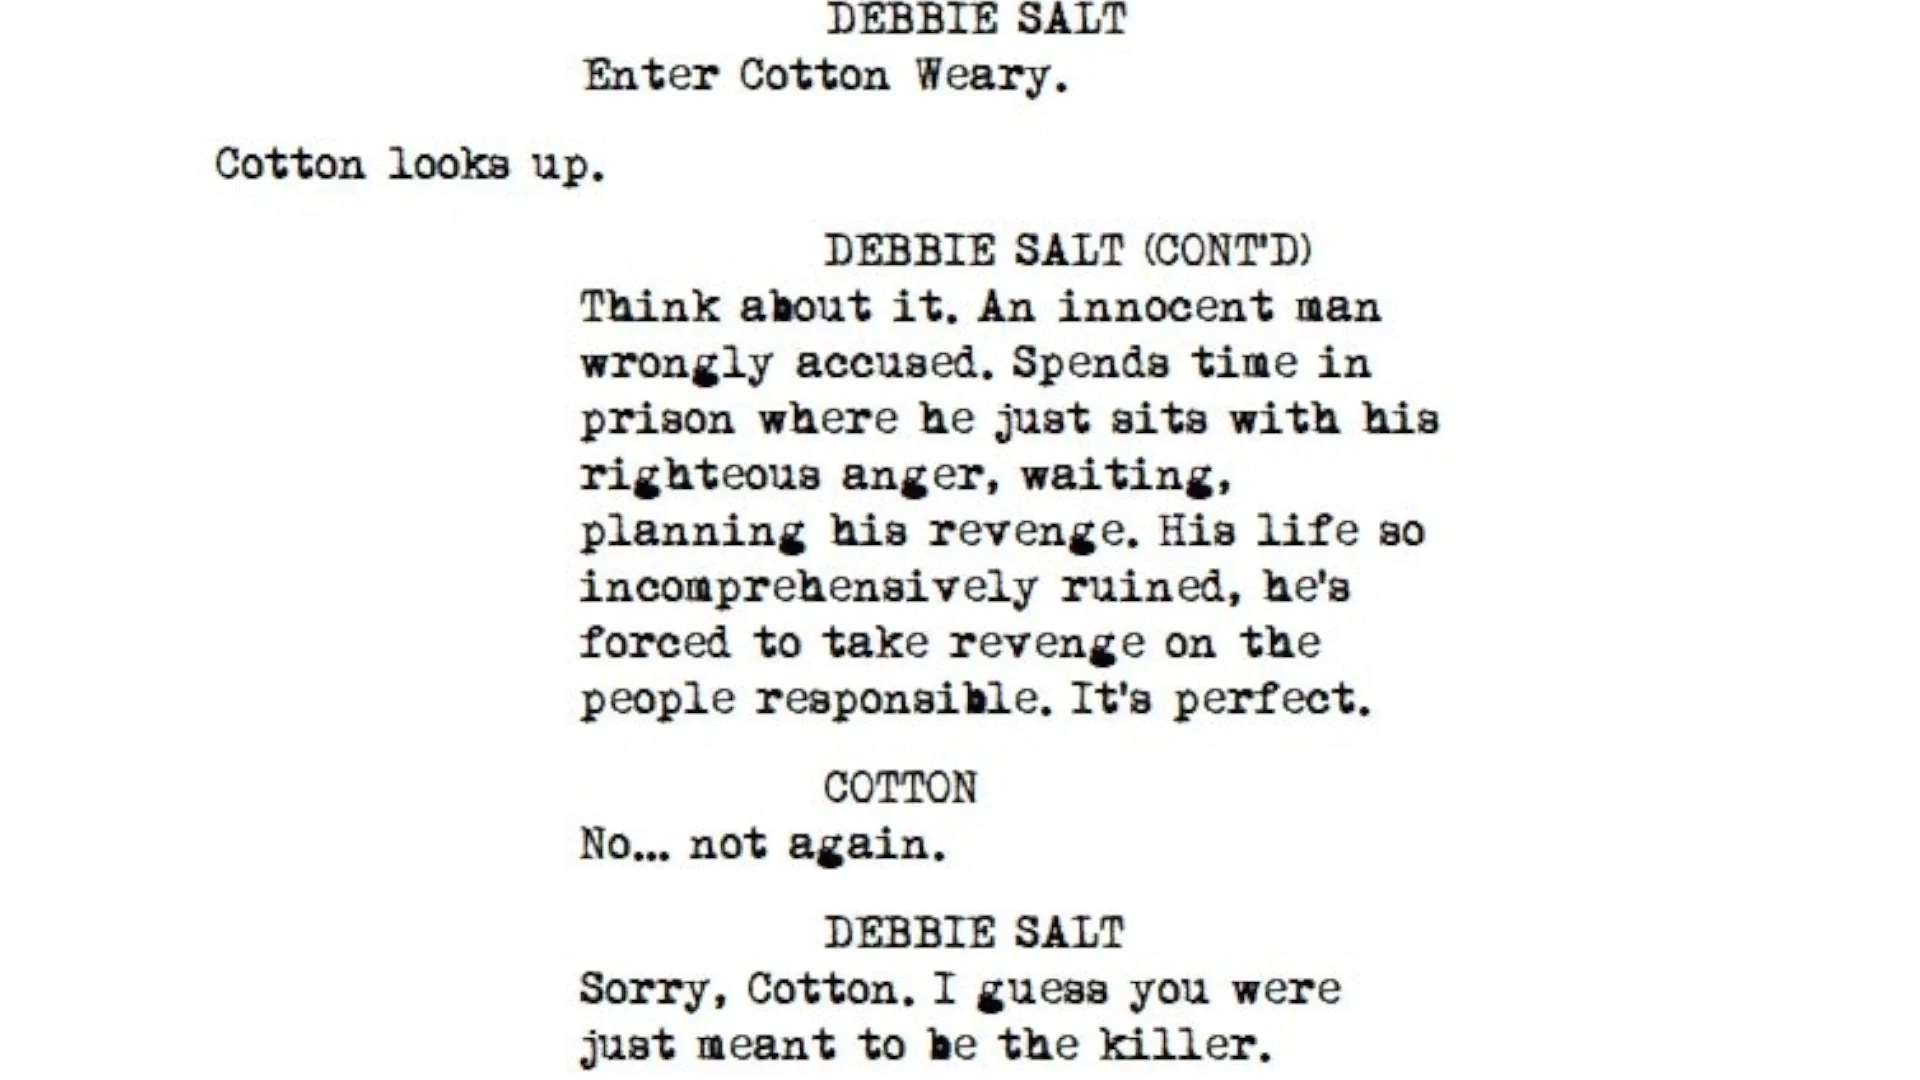 DEBBIE SALT
Enter Cotton Weary.
Cotton looks up.
DEBBIE SALT (CONT'D)
Think about it. An innocent man
wrongly accused. Spends time in
prison where he just sits with his
righteous anger, waiting,
planning his revenge. His life so
incomprehensively ruined, he's
forced to take revenge on the
people responsible. It's perfect.
COTTON
No... not again.
DEBBIE SALT
Sorry, Cotton. I guess you were
just meant to be the killer.